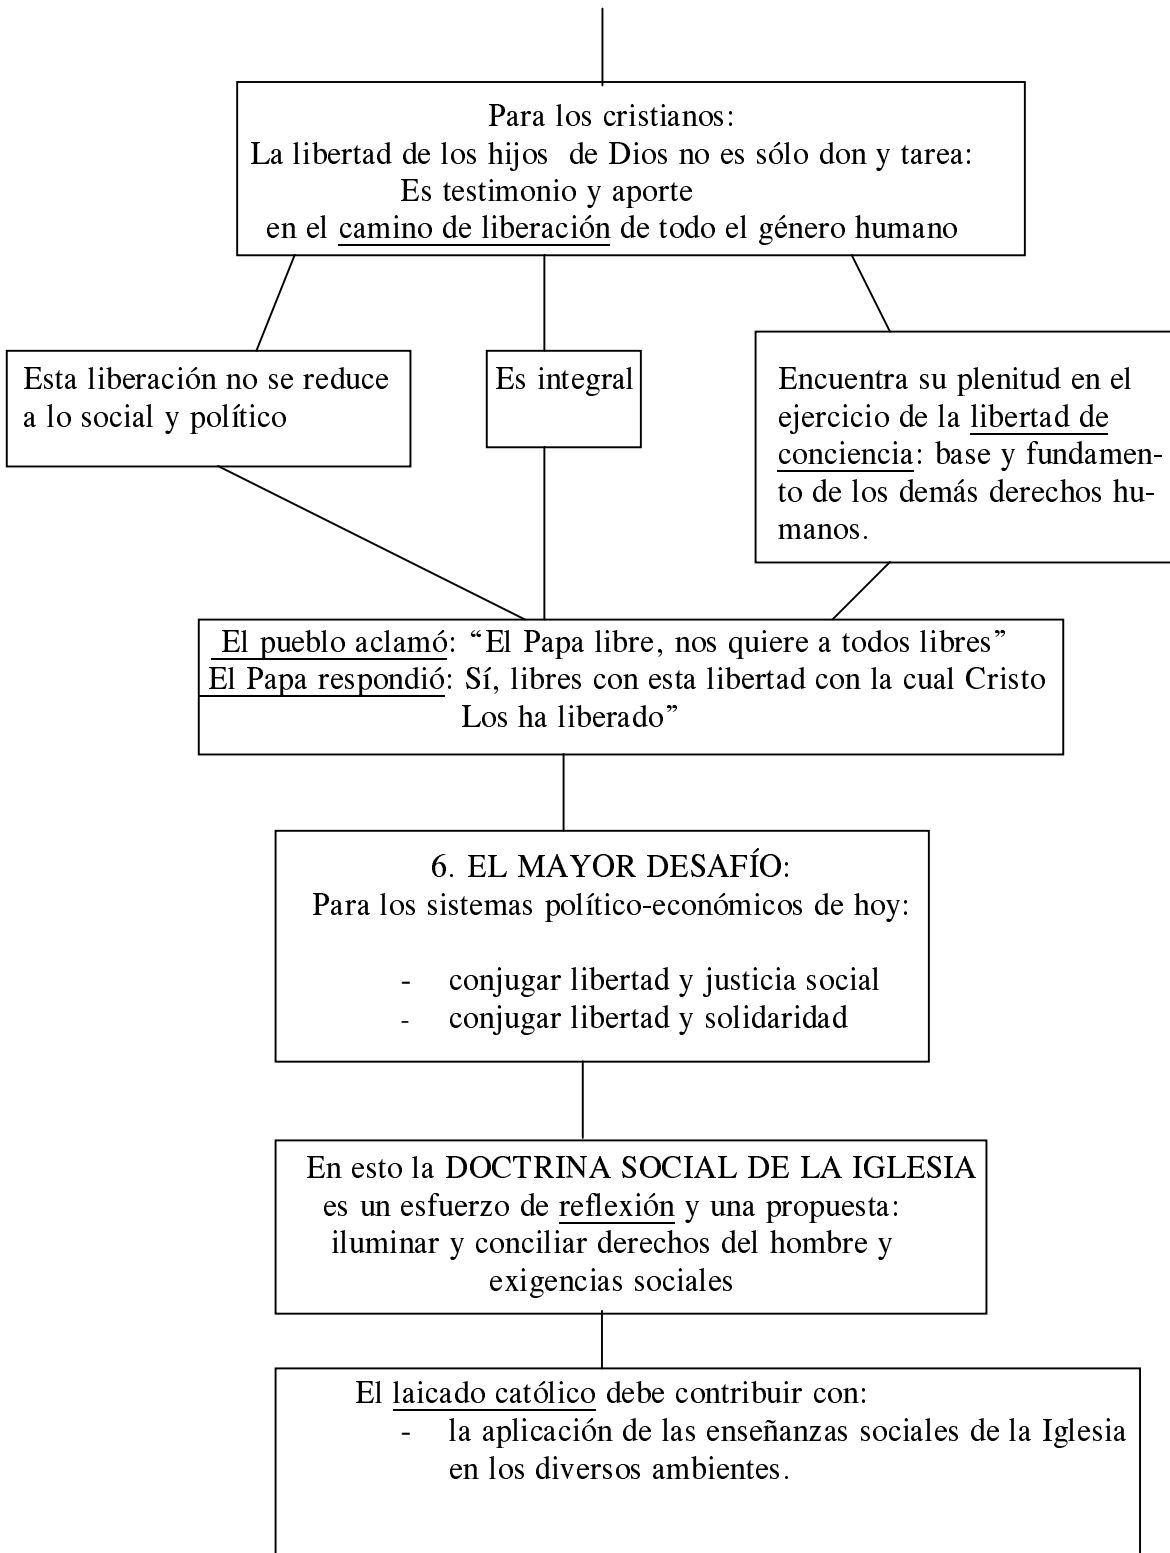 Para los cristianos:
La libertad de los hijos de Dios no es sólo don y tarea:
Es testimonio y aporte
en el camino de liberación de todo el género humano
Esta liberación no se reduce
a lo social y político
Es integral
Encuentra su plenitud en el
ejercicio de la libertad de
conciencia: base y fundamen-
to de los demás derechos hu-
manos.
El pueblo aclamó: “El Papa libre, nos quiere a todos libres”
El Papa respondió: Sí, libres con esta libertad con la cual Cristo
Los ha liberado”
6. EL MAYOR DESAFÍO:
Para los sistemas político-económicos de hoy:
- conjugar libertad y justicia social
- conjugar libertad y solidaridad
En esto la DOCTRINA SOCIAL DE LA IGLESIA
es un esfuerzo de reflexión y una propuesta:
iluminar y conciliar derechos del hombre y
exigencias sociales
El laicado católico debe contribuir con:
- la aplicación de las enseñanzas sociales de la Iglesia
en los diversos ambientes.